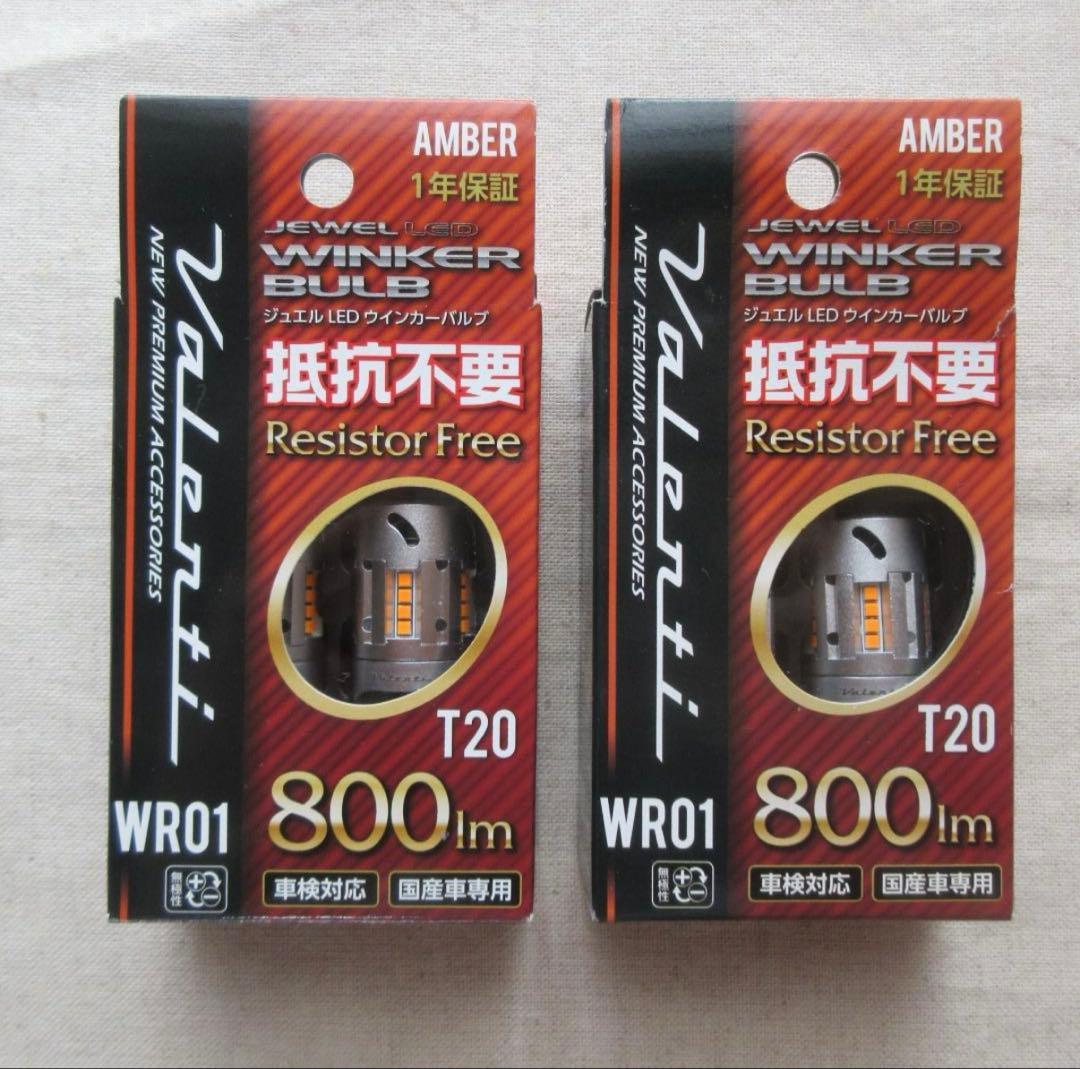 AMBER
1年保証
JEWEL LED
WINKER
BULB
ジュエル LED ウインカーバルブ
抵抗不要
Resistor Free
Valenti
NEW PREMIUM ACCESSORIES
Valenti
T20
800lm
WR01
無極性
車検対応
国産車専用
AMBER
1年保証
JEWEL LED
WINKER
BULB
ジュエル LED ウインカーバルブ
抵抗不要
Resistor Free
Valenti
NEW PREMIUM ACCESSORIES
Valenti
T20
800lm
WR01
無極性
車検対応
国産車専用